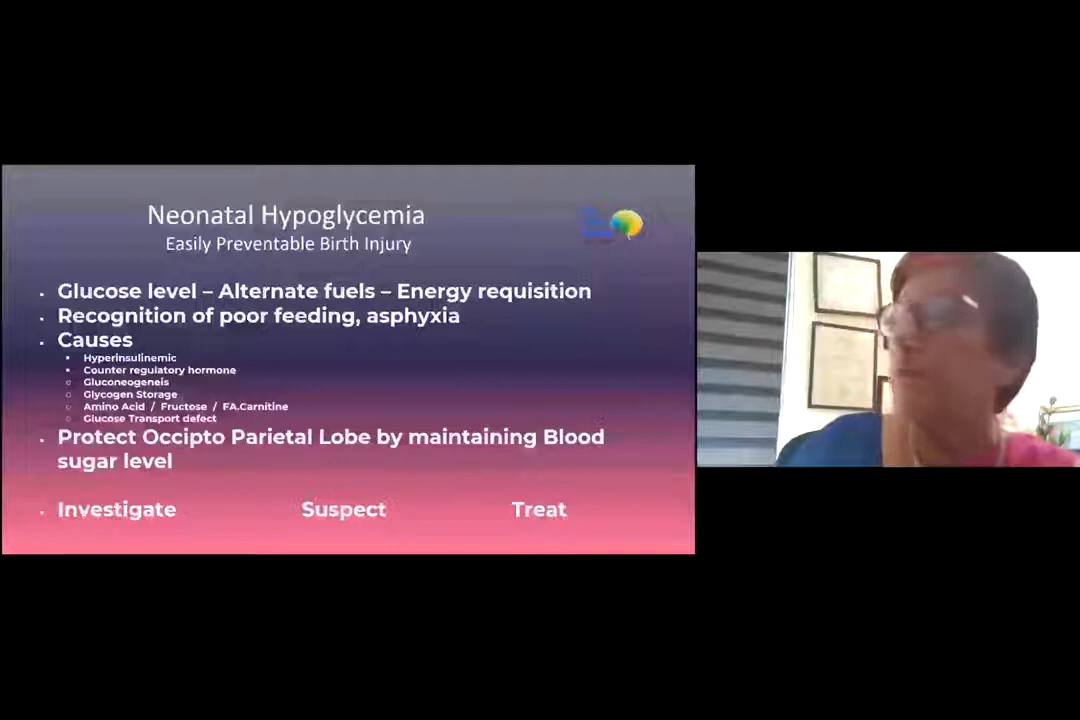 Neonatal Hypoglycemia
Easily Preventable Birth Injury
Glucose level – Alternate fuels – Energy requisition
Recognition of poor feeding, asphyxia
Causes
Hyperinsulinemic
Counter regulatory hormone
Gluconeogeneis
Glycogen Storage
Amino Acid / Fructose / FA.Carnitine
Glucose Transport defect
Protect Occipto Parietal Lobe by maintaining Blood
sugar level
Investigate Suspect Treat